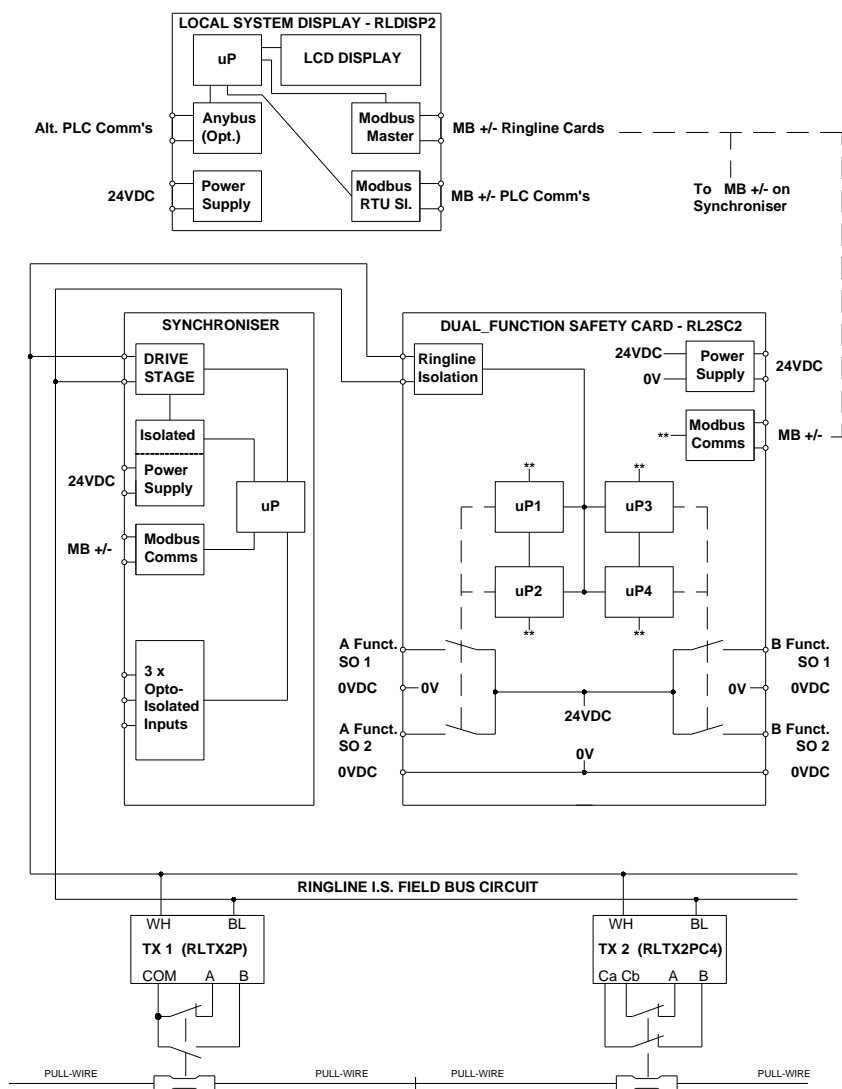 LOCAL SYSTEM DISPLAY - RLDISP2
uP
LCD DISPLAY
Alt. PLC Comm's
Anybus
(Opt.)
Modbus
Master
MB +/- Ringline Cards
24VDC
Power
Supply
Modbus
RTU Sl.
MB +/- PLC Comm's
To MB +/- on
Synchroniser
SYNCHRONISER
DRIVE
STAGE
Isolated
Power
Supply
24VDC
uP
MB +/-
Modbus
Comms
3 x
Opto-
Isolated
Inputs
DUAL_FUNCTION SAFETY CARD - RL2SC2
Ringline
Isolation
24VDC
0V
Power
Supply
24VDC
**
Modbus
Comms
MB +/-
**
**
uP1
uP3
uP2
uP4
**
**
A Funct.
SO 1
B Funct.
SO 1
0VDC
0V
0V
0VDC
24VDC
A Funct.
SO 2
B Funct.
SO 2
0V
0VDC
0VDC
RINGLINE I.S. FIELD BUS CIRCUIT
WH
BL
TX 1 (RLTX2P)
COM
A
B
WH
BL
TX 2 (RLTX2PC4)
Ca
Cb
A
B
PULL-WIRE
PULL-WIRE
PULL-WIRE
PULL-WIRE